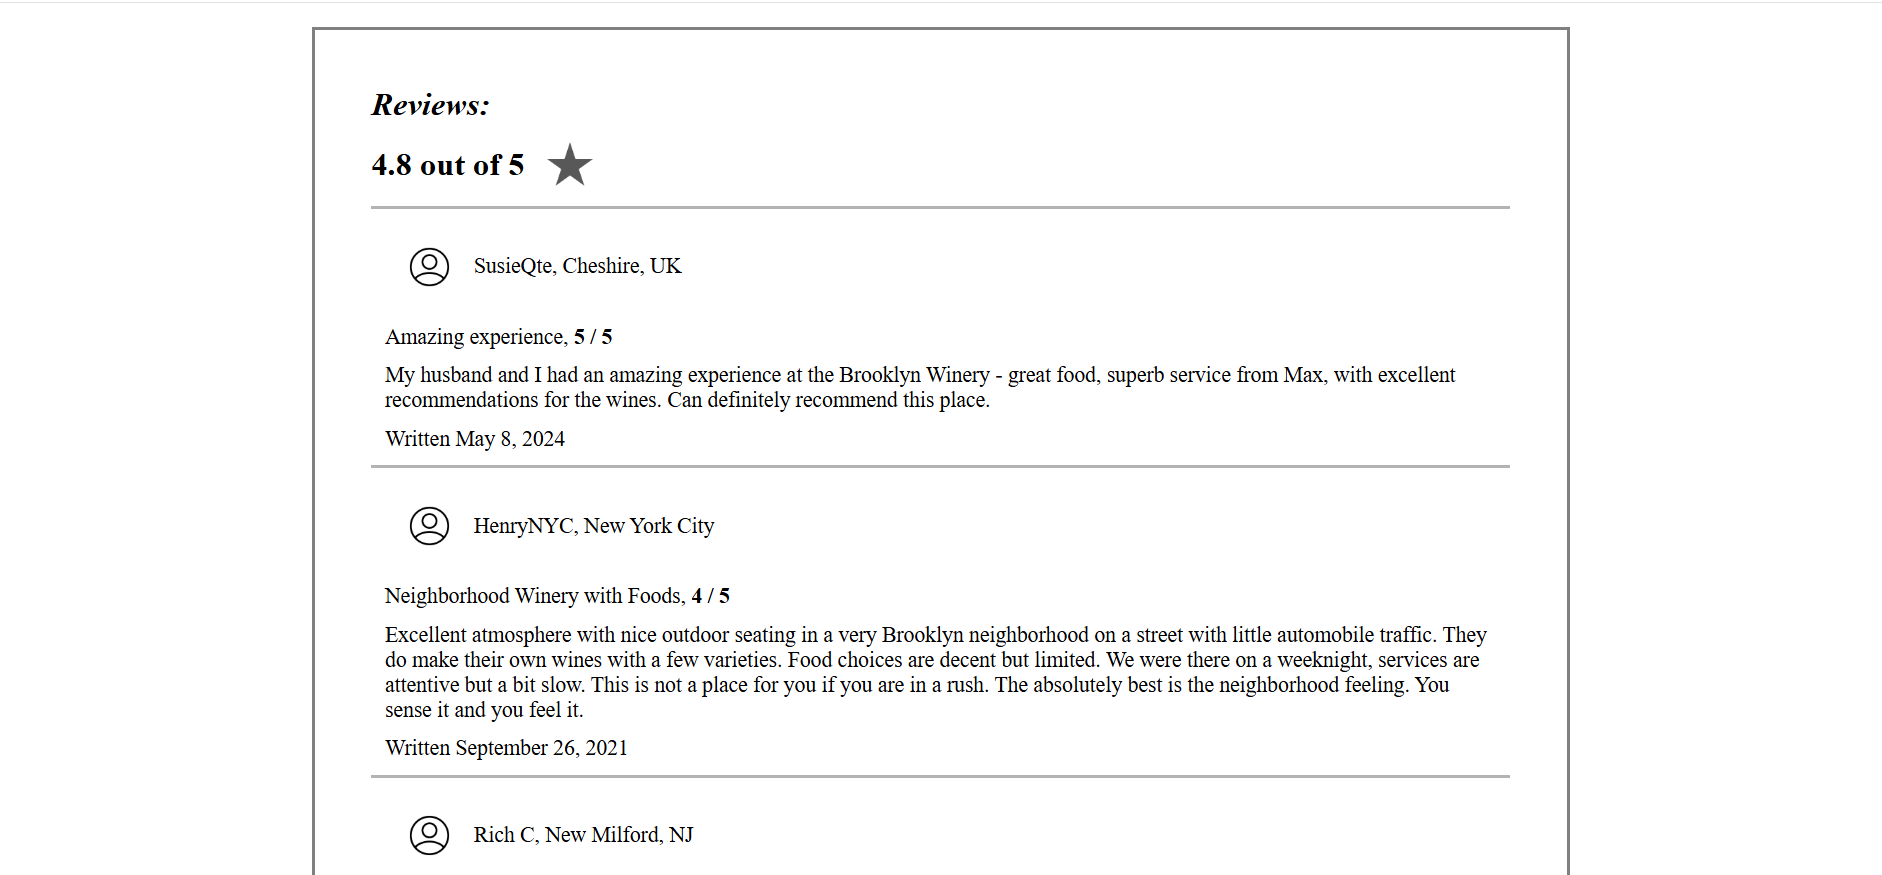 Reviews:
4.8 out of 5
SusieQte, Cheshire, UK
Amazing experience, 5 / 5
My husband and I had an amazing experience at the Brooklyn Winery - great food, superb service from Max, with excellent
recommendations for the wines. Can definitely recommend this place.
Written May 8, 2024
HenryNYC, New York City
Neighborhood Winery with Foods, 4 / 5
Excellent atmosphere with nice outdoor seating in a very Brooklyn neighborhood on a street with little automobile traffic. They
do make their own wines with a few varieties. Food choices are decent but limited. We were there on a weeknight, services are
attentive but a bit slow. This is not a place for you if you are in a rush. The absolutely best is the neighborhood feeling. You
sense it and you feel it.
Written September 26, 2021
Rich C, New Milford, NJ